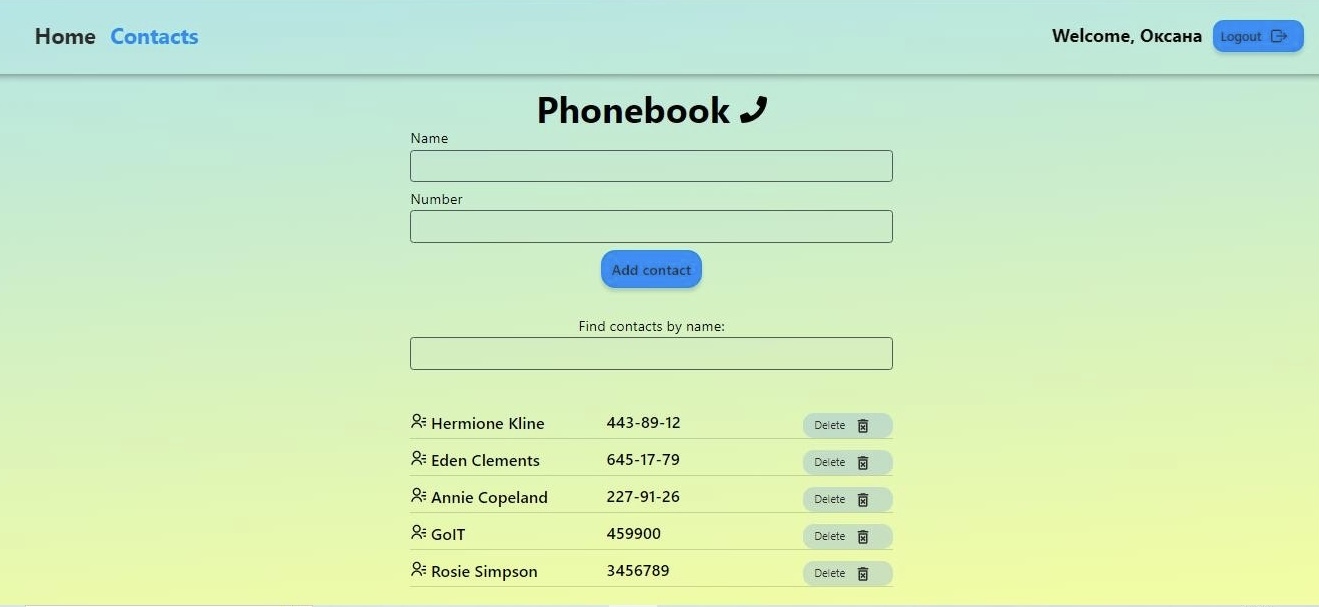 Home Contacts Welcome, Оксана Logout
Phonebook
Name
Number
Add contact
Find contacts by name:
Hermione Kline 443-89-12 Delete
Eden Clements 645-17-79 Delete
Annie Copeland 227-91-26 Delete
GoIT 459900 Delete
Rosie Simpson 3456789 Delete